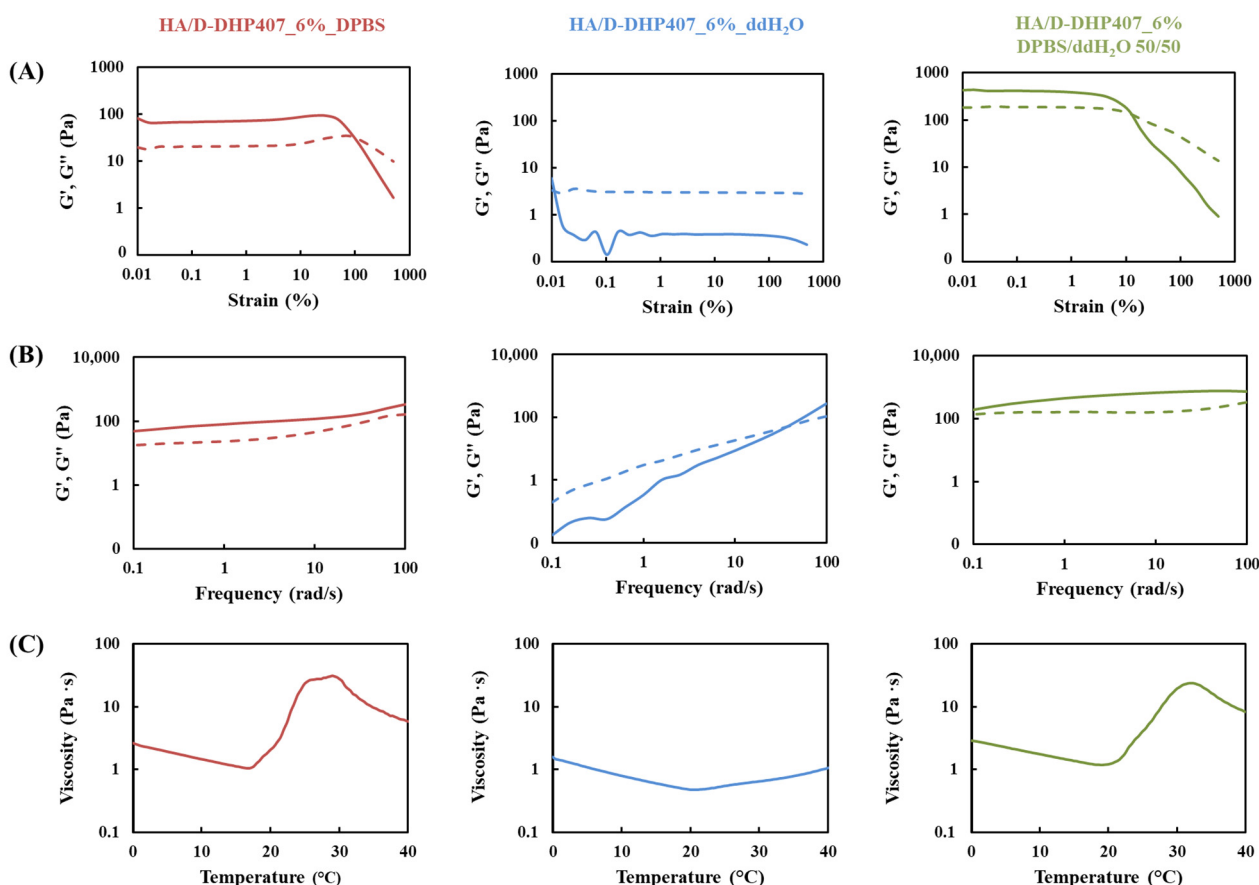 HA/D-DHP407_6%_DPBS
HA/D-DHP407_6%_ddH₂O
HA/D-DHP407_6%
DPBS/ddH₂O 50/50
(A)
G', G'' (Pa)
1000
100
10
1
0
0.01 0.1 1 10 100 1000
Strain (%)
G', G'' (Pa)
1000
100
10
1
0
0.01 0.1 1 10 100 1000
Strain (%)
G', G'' (Pa)
1000
100
10
1
0
0.01 0.1 1 10 100 1000
Strain (%)
(B)
G', G'' (Pa)
10,000
100
1
0
0.1 1 10 100
Frequency (rad/s)
G', G'' (Pa)
10,000
100
1
0
0.1 1 10 100
Frequency (rad/s)
G', G'' (Pa)
10,000
100
1
0
0.1 1 10 100
Frequency (rad/s)
(C)
Viscosity (Pa ·s)
100
10
1
0.1
0 10 20 30 40
Temperature (°C)
Viscosity (Pa ·s)
100
10
1
0.1
0 10 20 30 40
Temperature (°C)
Viscosity (Pa ·s)
100
10
1
0.1
0 10 20 30 40
Temperature (°C)